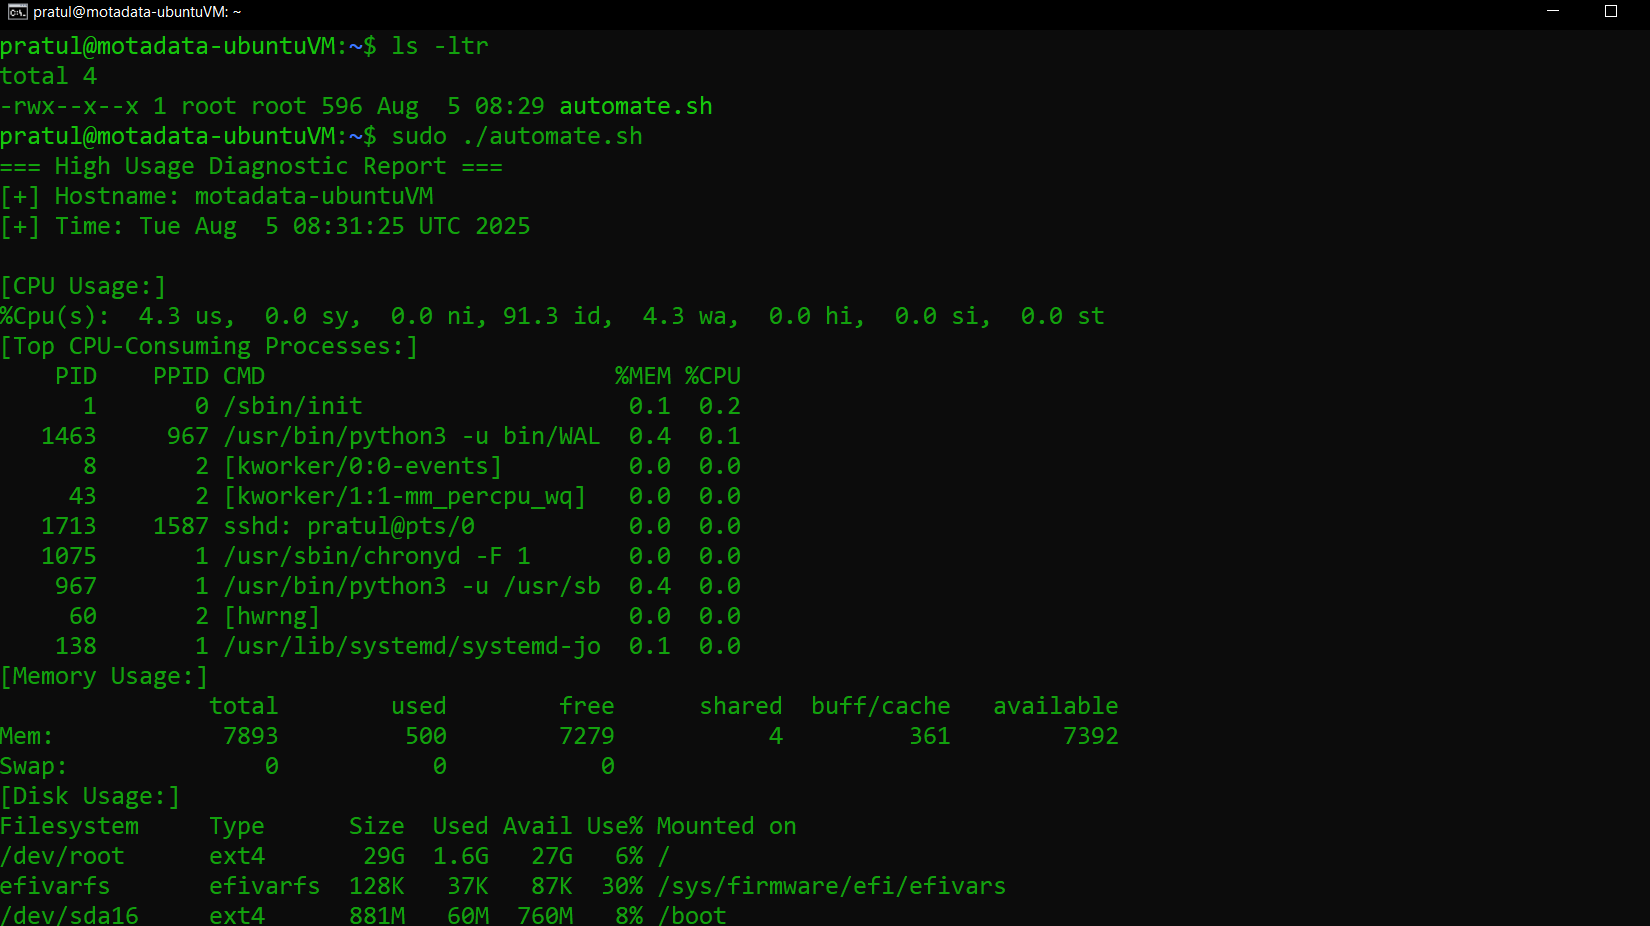 pratul@motadata-ubuntuVM: ~
pratul@motadata-ubuntuVM:~$ ls -ltr
total 4
-rwx--x--x 1 root root 596 Aug  5 08:29 automate.sh
pratul@motadata-ubuntuVM:~$ sudo ./automate.sh
=== High Usage Diagnostic Report ===
[+] Hostname: motadata-ubuntuVM
[+] Time: Tue Aug  5 08:31:25 UTC 2025

[CPU Usage:]
%Cpu(s):  4.3 us,  0.0 sy,  0.0 ni, 91.3 id,  4.3 wa,  0.0 hi,  0.0 si,  0.0 st
[Top CPU-Consuming Processes:]
    PID    PPID CMD                         %MEM %CPU
      1       0 /sbin/init                   0.1  0.2
   1463     967 /usr/bin/python3 -u bin/WAL  0.4  0.1
      8       2 [kworker/0:0-events]         0.0  0.0
     43       2 [kworker/1:1-mm_percpu_wq]   0.0  0.0
   1713    1587 sshd: pratul@pts/0           0.0  0.0
   1075       1 /usr/sbin/chronyd -F 1       0.0  0.0
    967       1 /usr/bin/python3 -u /usr/sb  0.4  0.0
     60       2 [hwrng]                      0.0  0.0
    138       1 /usr/lib/systemd/systemd-jo  0.1  0.0
[Memory Usage:]
               total        used        free      shared  buff/cache   available
Mem:            7893         500        7279           4         361        7392
Swap:              0           0           0
[Disk Usage:]
Filesystem     Type      Size  Used Avail Use% Mounted on
/dev/root      ext4       29G  1.6G   27G   6% /
efivarfs       efivarfs  128K   37K   87K  30% /sys/firmware/efi/efivars
/dev/sda16     ext4      881M   60M  760M   8% /boot